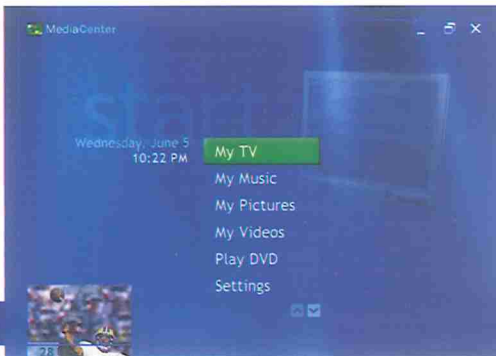 MediaCenter
start
Wednesday, June 5
10:22 PM
My TV
My Music
My Pictures
My Videos
Play DVD
Settings
28